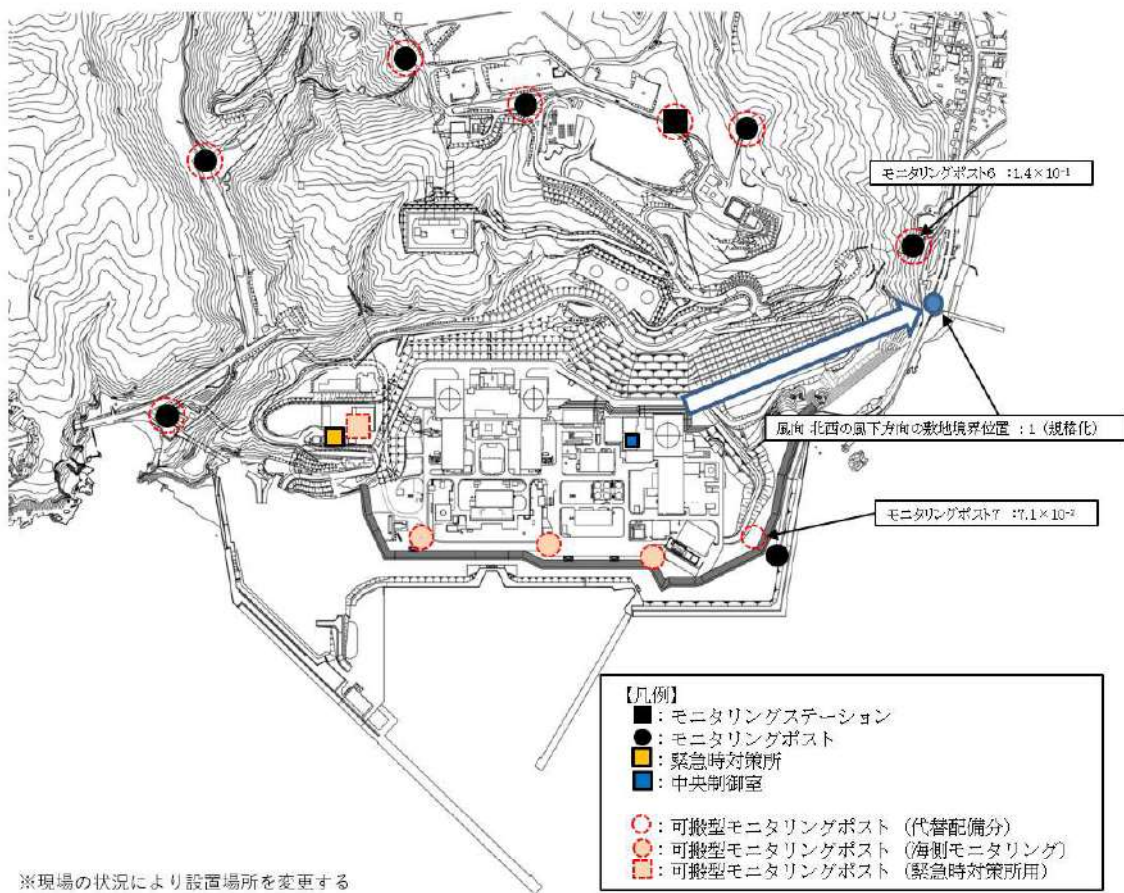 モニタリングポスト6 :1.4×10⁻¹
風向 北西の風下方向の敷地境界位置 :1 (規格化)
モニタリングポスト7 :7.1×10⁻²
【凡例】
■:モニタリングステーション
●:モニタリングポスト
:緊急時対策所
:中央制御室
:可搬型モニタリングポスト (代替配備分)
:可搬型モニタリングポスト (海側モニタリング)
:可搬型モニタリングポスト (緊急時対策所用)
※現場の状況により設置場所を変更する